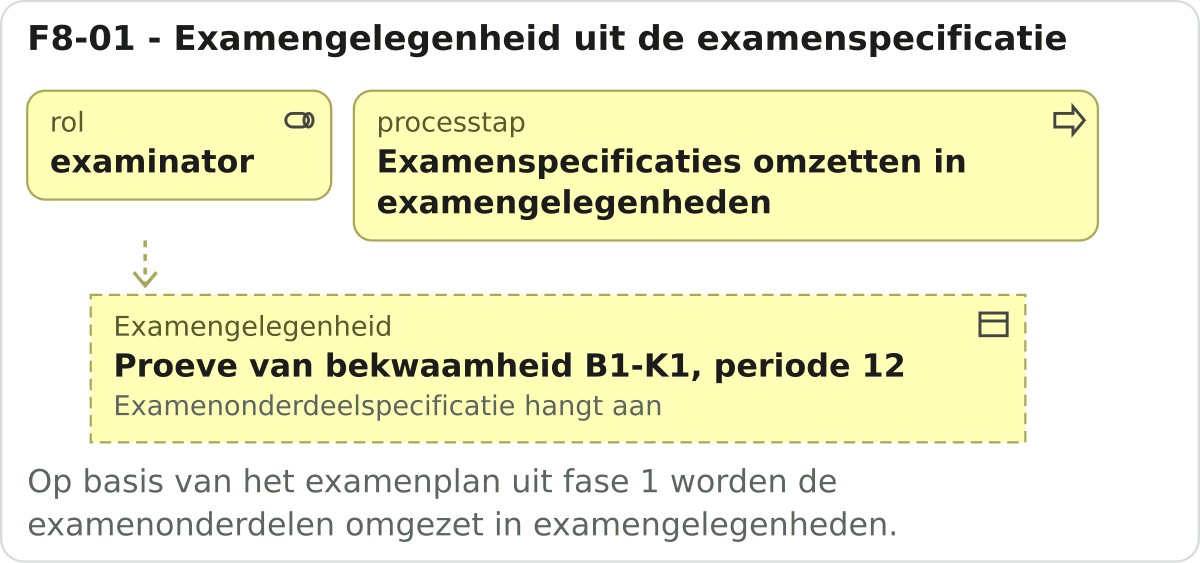 F8-01 - Examengelegenheid uit de examenspecificatie
rol
examinator
processtap
Examenspecificaties omzetten in
examengelegenheden
Examengelegenheid
Proeve van bekwaamheid B1-K1, periode 12
Examenonderdeelspecificatie hangt aan
Op basis van het examenplan uit fase 1 worden de
examenonderdelen omgezet in examengelegenheden.